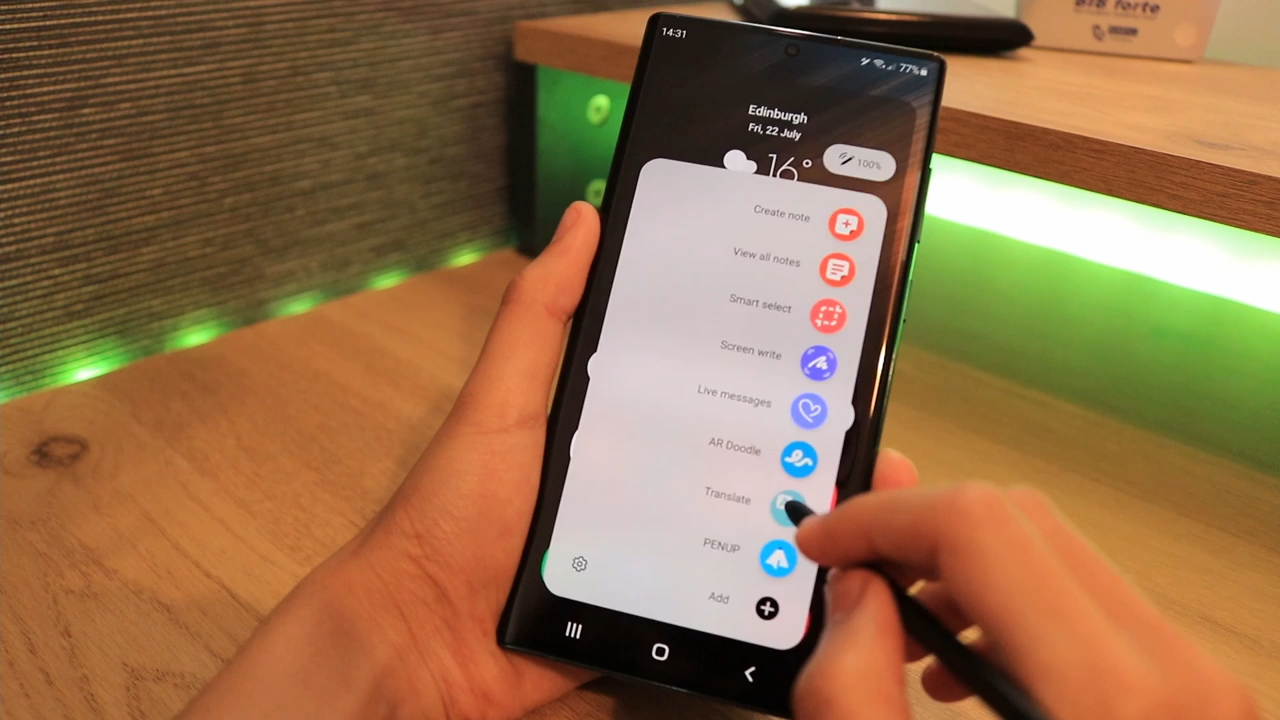 14:31
77%
Edinburgh
Fri, 22 July
16°
100%
Create note
View all notes
Smart select
Screen write
Live messages
AR Doodle
Translate
PENUP
Add
forte